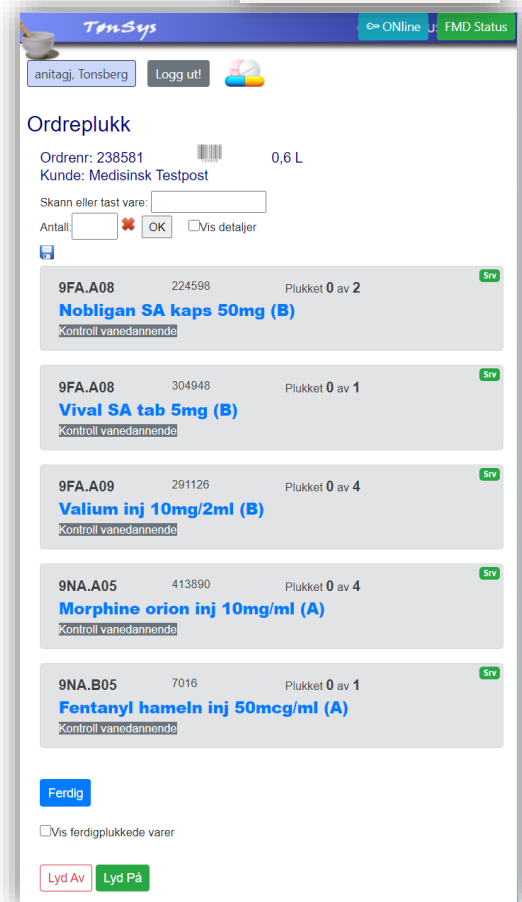 TønSys
ONline
FMD Status
anitagj, Tonsberg
Logg ut!
Ordreplukk
Ordrenr: 238581 0,6 L
Kunde: Medisinsk Testpost
Skann eller tast vare:
Antall: OK Vis detaljer
Srv
9FA.A08 224598 Plukket 0 av 2
Nobligan SA kaps 50mg (B)
Kontroll vanedannende
Srv
9FA.A08 304948 Plukket 0 av 1
Vival SA tab 5mg (B)
Kontroll vanedannende
Srv
9FA.A09 291126 Plukket 0 av 4
Valium inj 10mg/2ml (B)
Kontroll vanedannende
Srv
9NA.A05 413890 Plukket 0 av 4
Morphine orion inj 10mg/ml (A)
Kontroll vanedannende
Srv
9NA.B05 7016 Plukket 0 av 1
Fentanyl hameln inj 50mcg/ml (A)
Kontroll vanedannende
Ferdig
Vis ferdigplukkede varer
Lyd Av Lyd På